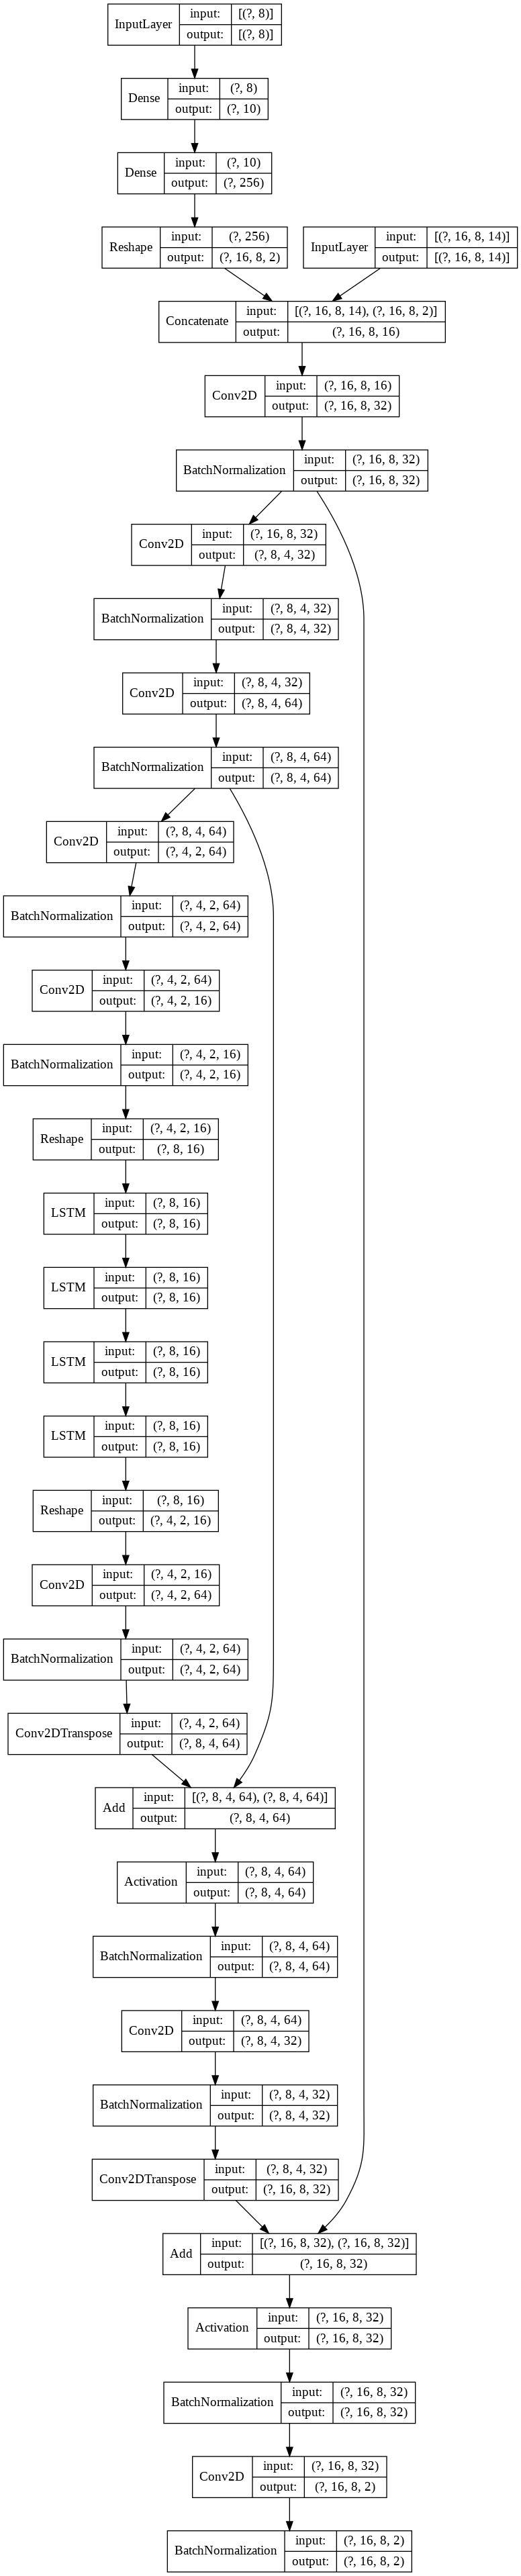 InputLayer input: [(?, 8)]
output: [(?, 8)]
Dense input: (?, 8)
output: (?, 10)
Dense input: (?, 10)
output: (?, 256)
Reshape input: (?, 256)
output: (?, 16, 8, 2)
InputLayer input: [(?, 16, 8, 14)]
output: [(?, 16, 8, 14)]
Concatenate input: [(?, 16, 8, 14), (?, 16, 8, 2)]
output: (?, 16, 8, 16)
Conv2D input: (?, 16, 8, 16)
output: (?, 16, 8, 32)
BatchNormalization input: (?, 16, 8, 32)
output: (?, 16, 8, 32)
Conv2D input: (?, 16, 8, 32)
output: (?, 8, 4, 32)
BatchNormalization input: (?, 8, 4, 32)
output: (?, 8, 4, 32)
Conv2D input: (?, 8, 4, 32)
output: (?, 8, 4, 64)
BatchNormalization input: (?, 8, 4, 64)
output: (?, 8, 4, 64)
Conv2D input: (?, 8, 4, 64)
output: (?, 4, 2, 64)
BatchNormalization input: (?, 4, 2, 64)
output: (?, 4, 2, 64)
Conv2D input: (?, 4, 2, 64)
output: (?, 4, 2, 16)
BatchNormalization input: (?, 4, 2, 16)
output: (?, 4, 2, 16)
Reshape input: (?, 4, 2, 16)
output: (?, 8, 16)
LSTM input: (?, 8, 16)
output: (?, 8, 16)
LSTM input: (?, 8, 16)
output: (?, 8, 16)
LSTM input: (?, 8, 16)
output: (?, 8, 16)
LSTM input: (?, 8, 16)
output: (?, 8, 16)
Reshape input: (?, 8, 16)
output: (?, 4, 2, 16)
Conv2D input: (?, 4, 2, 16)
output: (?, 4, 2, 64)
BatchNormalization input: (?, 4, 2, 64)
output: (?, 4, 2, 64)
Conv2DTranspose input: (?, 4, 2, 64)
output: (?, 8, 4, 64)
Add input: [(?, 8, 4, 64), (?, 8, 4, 64)]
output: (?, 8, 4, 64)
Activation input: (?, 8, 4, 64)
output: (?, 8, 4, 64)
BatchNormalization input: (?, 8, 4, 64)
output: (?, 8, 4, 64)
Conv2D input: (?, 8, 4, 64)
output: (?, 8, 4, 32)
BatchNormalization input: (?, 8, 4, 32)
output: (?, 8, 4, 32)
Conv2DTranspose input: (?, 8, 4, 32)
output: (?, 16, 8, 32)
Add input: [(?, 16, 8, 32), (?, 16, 8, 32)]
output: (?, 16, 8, 32)
Activation input: (?, 16, 8, 32)
output: (?, 16, 8, 32)
BatchNormalization input: (?, 16, 8, 32)
output: (?, 16, 8, 32)
Conv2D input: (?, 16, 8, 32)
output: (?, 16, 8, 2)
BatchNormalization input: (?, 16, 8, 2)
output: (?, 16, 8, 2)